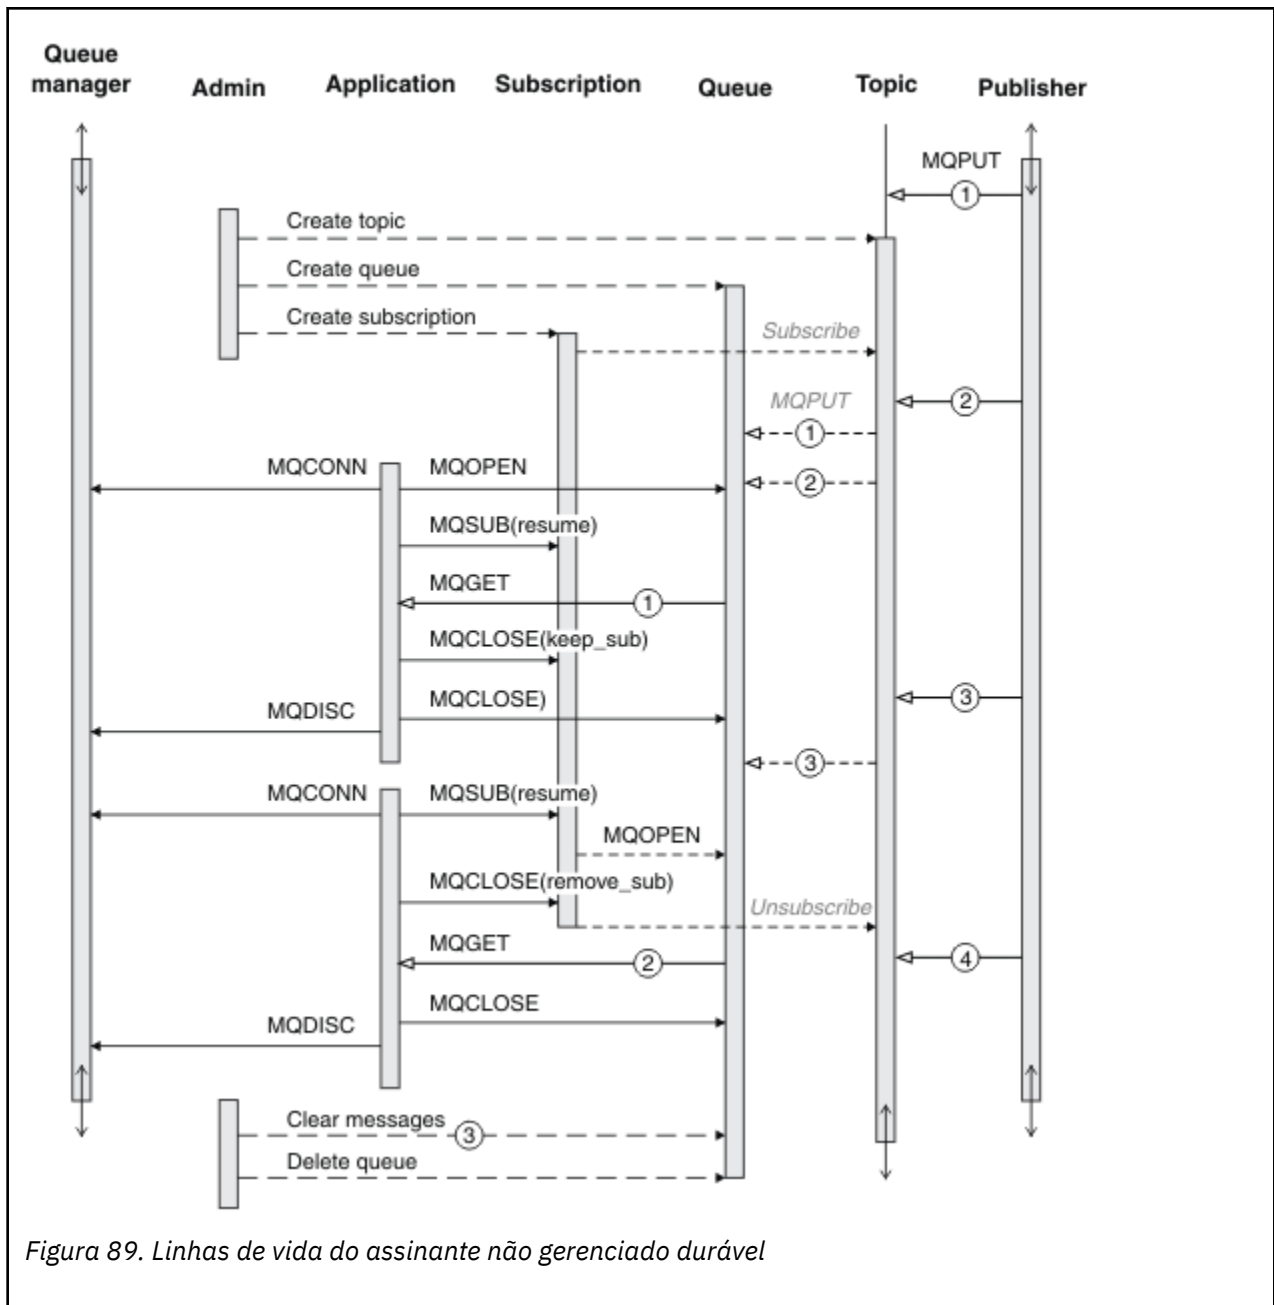 Queue
manager
Admin
Application
Subscription
Queue
Topic
Publisher
MQPUT
1
Create topic
Create queue
Create subscription
Subscribe
MQPUT
2
1
MQCONN
MQOPEN
2
MQSUB(resume)
MQGET
1
MQCLOSE(keep_sub)
MQDISC
MQCLOSE)
3
3
MQCONN
MQSUB(resume)
MQOPEN
MQCLOSE(remove_sub)
Unsubscribe
MQGET
2
4
MQCLOSE
MQDISC
Clear messages
3
Delete queue
Figura 89. Linhas de vida do assinante não gerenciado durável